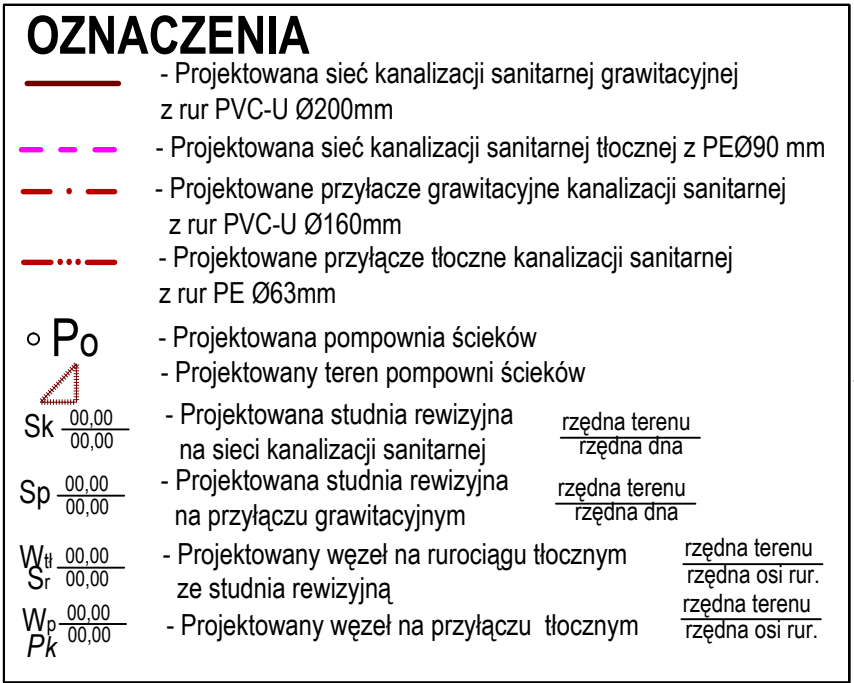 OZNACZENIA
- Projektowana sieć kanalizacji sanitarnej grawitacyjnej
z rur PVC-U Ø200mm
- Projektowana sieć kanalizacji sanitarnej tłocznej z PEØ90 mm
- Projektowane przyłacze grawitacyjne kanalizacji sanitarnej
z rur PVC-U Ø160mm
- Projektowane przyłącze tłoczne kanalizacji sanitarnej
z rur PE Ø63mm
Po - Projektowana pompownia ścieków
- Projektowany teren pompowni ścieków
Sk 00,00 - Projektowana studnia rewizyjna rzędna terenu
00,00 na sieci kanalizacji sanitarnej rzędna dna
Sp 00,00 - Projektowana studnia rewizyjna rzędna terenu
00,00 na przyłączu grawitacyjnym rzędna dna
Wtł 00,00 - Projektowany węzeł na rurociągu tłocznym rzędna terenu
Sr 00,00 ze studnia rewizyjną rzędna osi rur.
Wp 00,00 - Projektowany węzeł na przyłączu tłocznym rzędna terenu
Pk 00,00 rzędna osi rur.